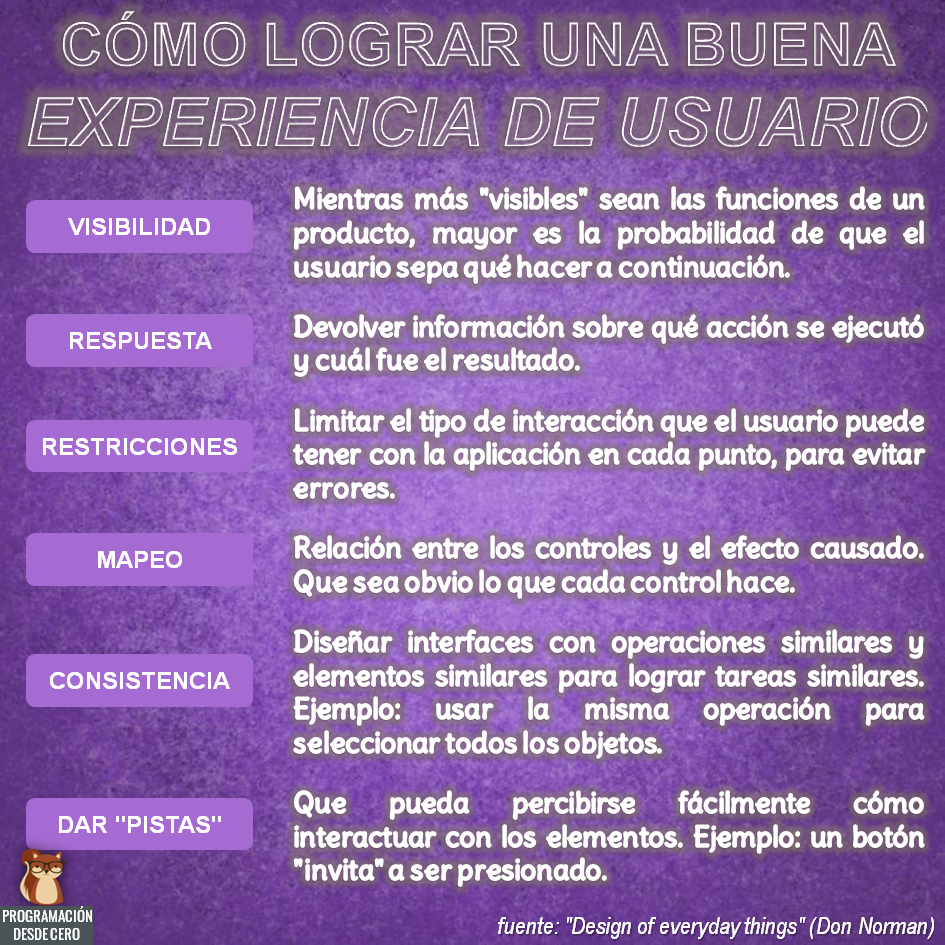 CÓMO LOGRAR UNA BUENA
EXPERIENCIA DE USUARIO
VISIBILIDAD
Mientras más "visibles" sean las funciones de un
producto, mayor es la probabilidad de que el
usuario sepa qué hacer a continuación.
RESPUESTA
Devolver información sobre qué acción se ejecutó
y cuál fue el resultado.
RESTRICCIONES
Limitar el tipo de interacción que el usuario puede
tener con la aplicación en cada punto, para evitar
errores.
MAPEO
Relación entre los controles y el efecto causado.
Que sea obvio lo que cada control hace.
CONSISTENCIA
Diseñar interfaces con operaciones similares y
elementos similares para lograr tareas similares.
Ejemplo: usar la misma operación para
seleccionar todos los objetos.
DAR "PISTAS"
Que pueda percibirse fácilmente cómo
interactuar con los elementos. Ejemplo: un botón
"invita" a ser presionado.
PROGRAMACIÓN
DESDE CERO
fuente: "Design of everyday things" (Don Norman)